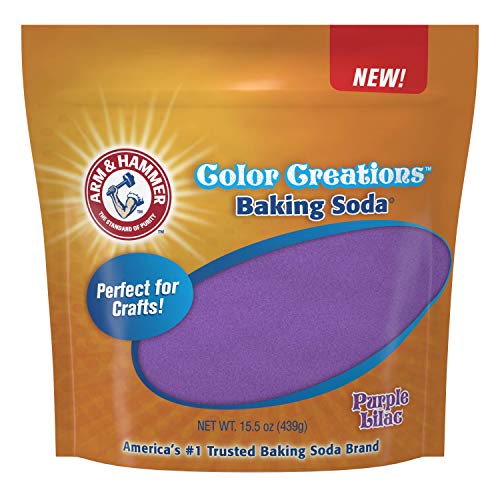 NEW!
ARM & HAMMER
THE STANDARD OF PURITY
™
Color Creations™
Baking Soda®
Perfect for
Crafts!
Purple
Lilac
NET WT. 15.5 oz (439g)
America's #1 Trusted Baking Soda Brand